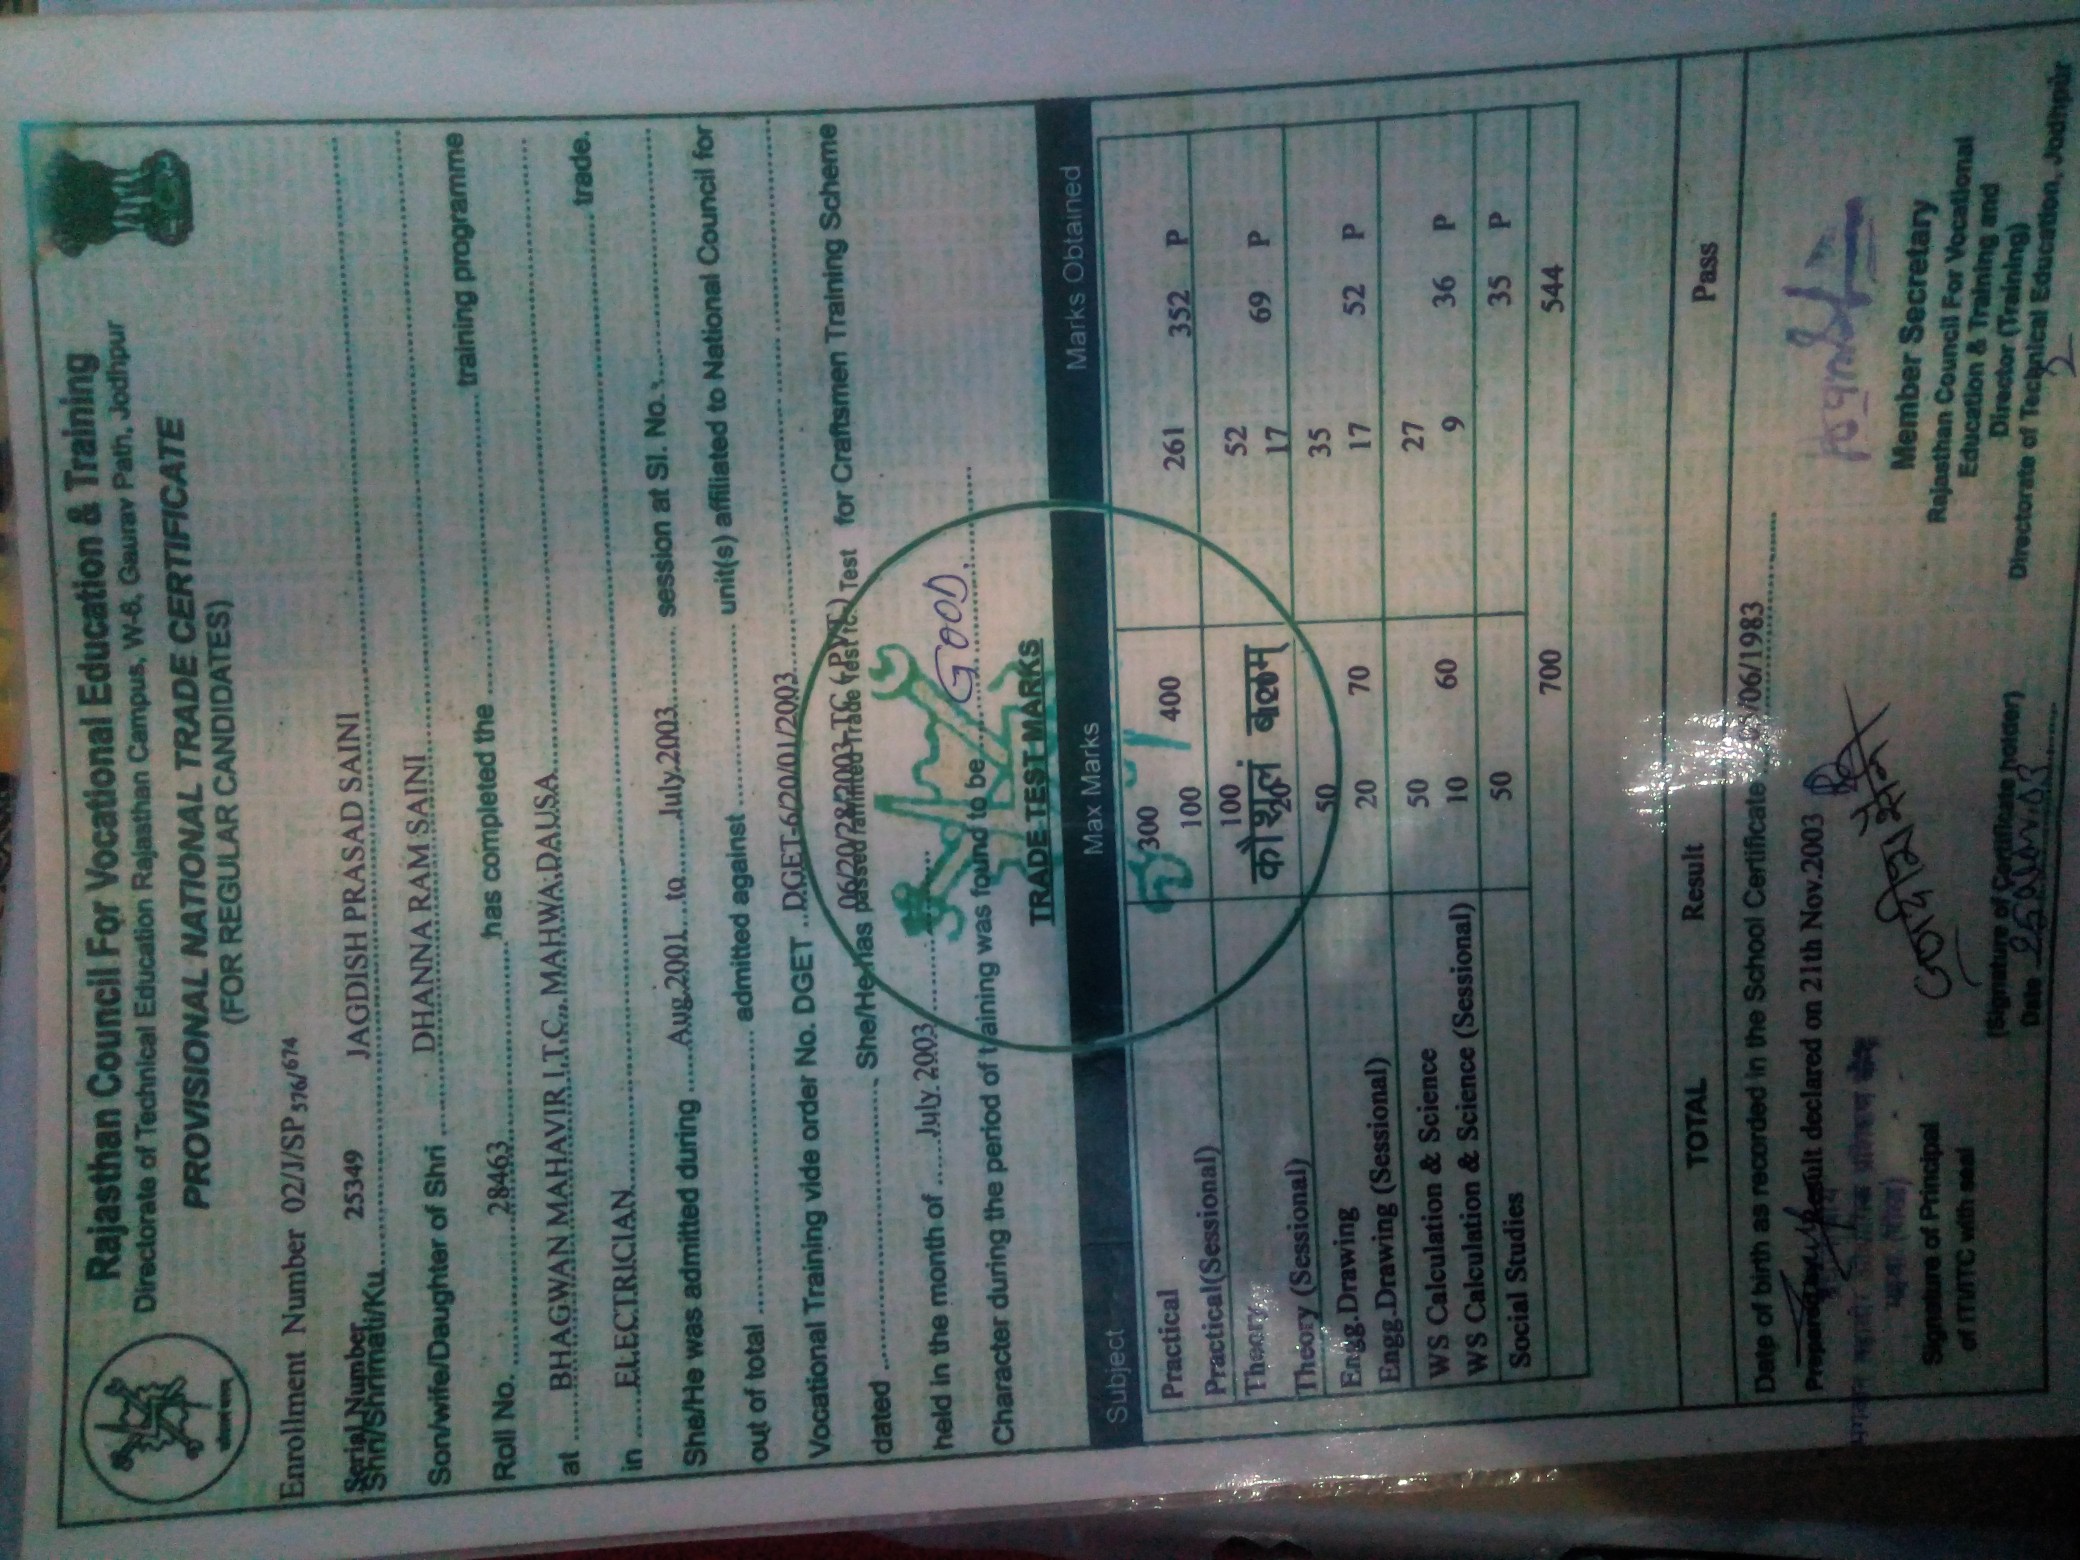 Rajasthan Council For Vocational Education & Training
Directorate of Technical Education Rajasthan Campus, W-6, Gaurav Path, Jodhpur
PROVISIONAL NATIONAL TRADE CERTIFICATE
(FOR REGULAR CANDIDATES)
Enrollment Number 02/J/SP 576/674
Serial Number 25349
Shri/Shrimati/Ku. JAGDISH PRASAD SAINI
Son/wife/Daughter of Shri DHANNA RAM SAINI
Roll No. 28463 has completed the training programme
at BHAGWAN MAHAVIR I.T.C., MAHWA,DAUSA
in ELECTRICIAN trade.
She/He was admitted during Aug.2001 to July.2003 session at Sl. No.
out of total admitted against unit(s) affiliated to National Council for
Vocational Training vide order No. DGET DGET-6/20/01/2003
06/20/28/2003-TC
dated She/He has passed All India Trade Test for Craftsmen Training Scheme
held in the month of July. 2003
Character during the period of training was found to be GOOD.
TRADE TEST MARKS
Subject Max Marks Marks Obtained
Practical 300 400 261 352 P
Practical(Sessional) 100
Theory 100 52 69 P
Theory (Sessional) 20 17
कौशलं बलम्
Engg.Drawing 50 70 35 52 P
Engg.Drawing (Sessional) 20 17
WS Calculation & Science 50 60 27 36 P
WS Calculation & Science (Sessional) 10 9
Social Studies 50 35 P
700 544
TOTAL Result Pass
Date of birth as recorded in the School Certificate /06/1983
Prepared result declared on 21th Nov.2003
Signature of Principal
of ITI/ITC with seal
(Signature of Certificate holder)
Date
Member Secretary
Rajasthan Council For Vocational
Education & Training and
Director (Training)
Directorate of Technical Education, Jodhpur